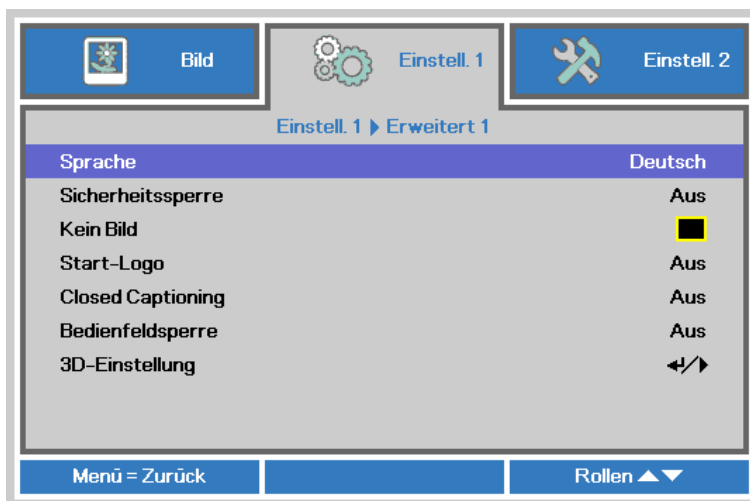 Bild
Einstell. 1
Einstell. 2
Einstell. 1 Erweitert 1
Sprache Deutsch
Sicherheitssperre Aus
Kein Bild
Start-Logo Aus
Closed Captioning Aus
Bedienfeldsperre Aus
3D-Einstellung ↵/▶
Menü = Zurück
Rollen ▲▼